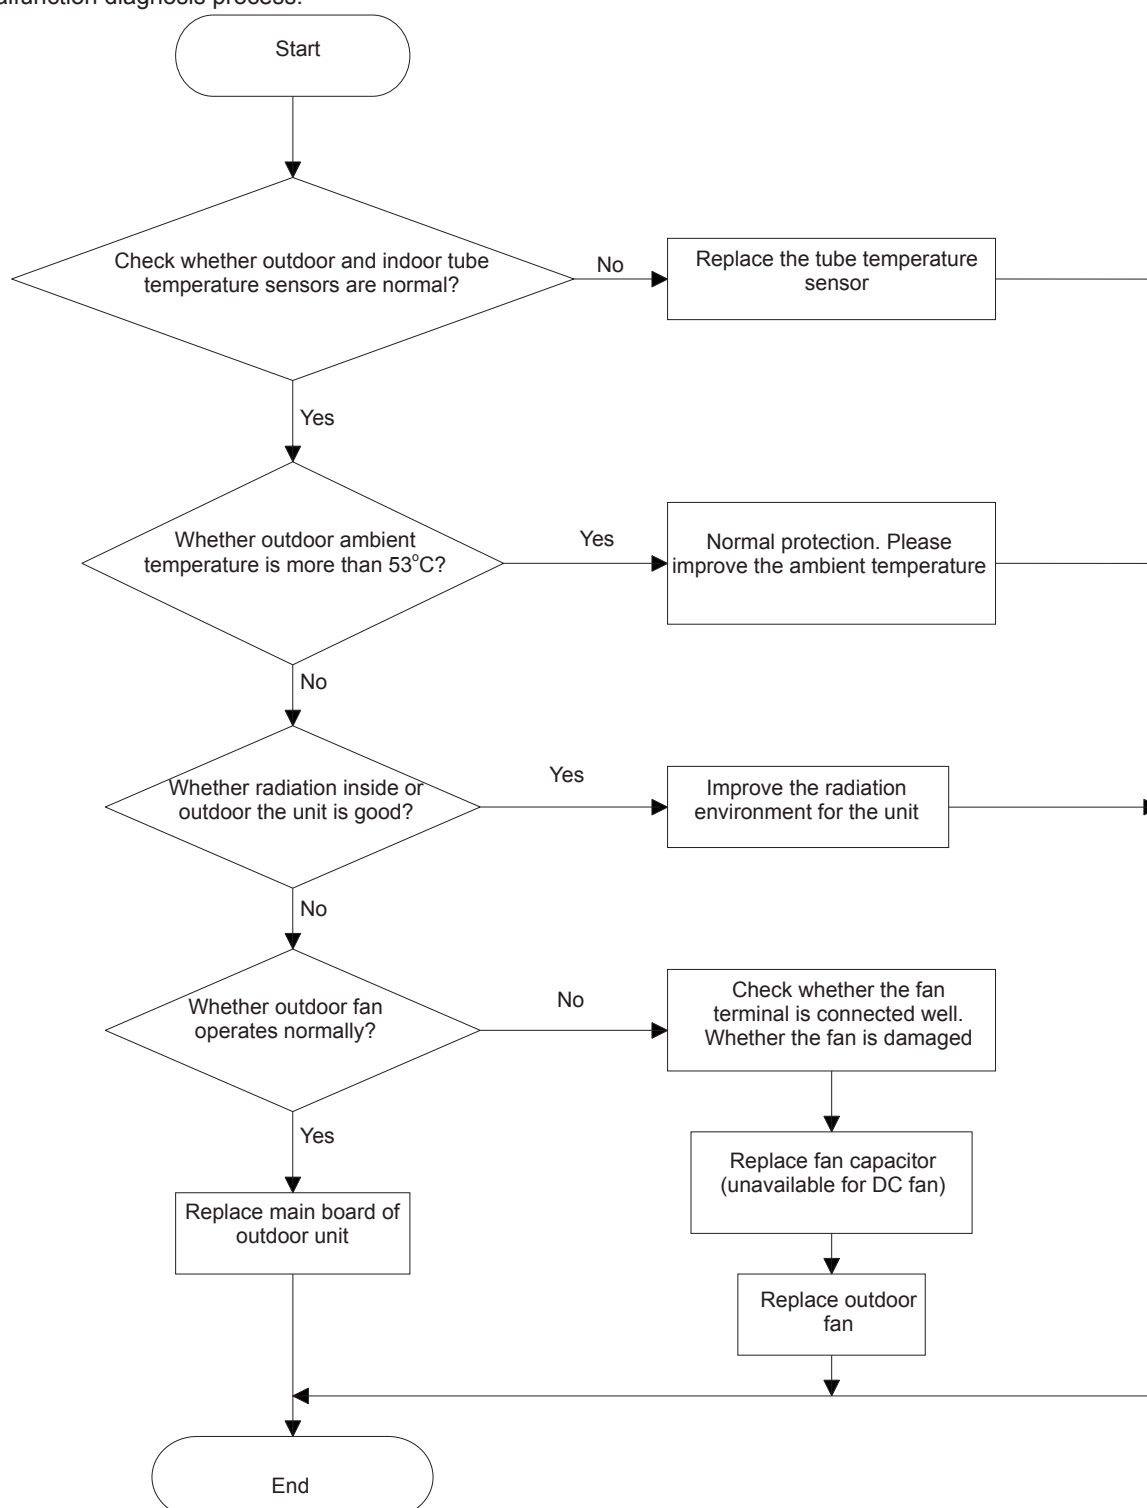 alfunction diagnosis process:
Start
Check whether outdoor and indoor tube
temperature sensors are normal?
No
Replace the tube temperature
sensor
Yes
Whether outdoor ambient
temperature is more than 53°C?
Yes
Normal protection. Please
improve the ambient temperature
No
Whether radiation inside or
outdoor the unit is good?
Yes
Improve the radiation
environment for the unit
No
Whether outdoor fan
operates normally?
No
Check whether the fan
terminal is connected well.
Whether the fan is damaged
Yes
Replace fan capacitor
(unavailable for DC fan)
Replace main board of
outdoor unit
Replace outdoor
fan
End